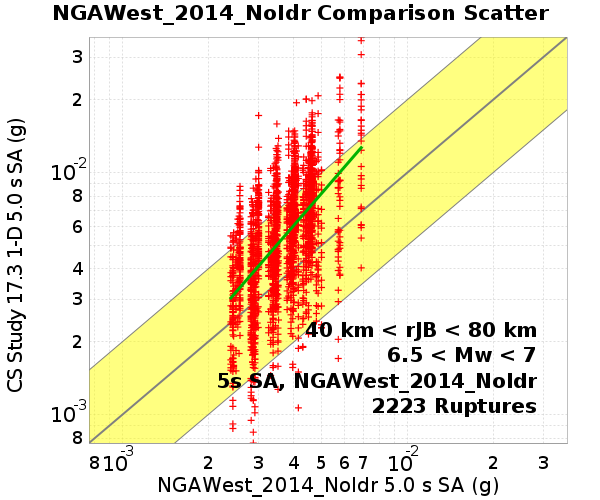 NGAWest_2014_NoIdr Comparison Scatter
CS Study 17.3 1-D 5.0 s SA (g)
3
2
10-2
8
6
4
3
2
10-3
8
40 km < rJB < 80 km
6.5 < Mw < 7
5s SA, NGAWest_2014_NoIdr
2223 Ruptures
8 10-3 2 3 4 5 6 7 10-2 2 3
NGAWest_2014_NoIdr 5.0 s SA (g)